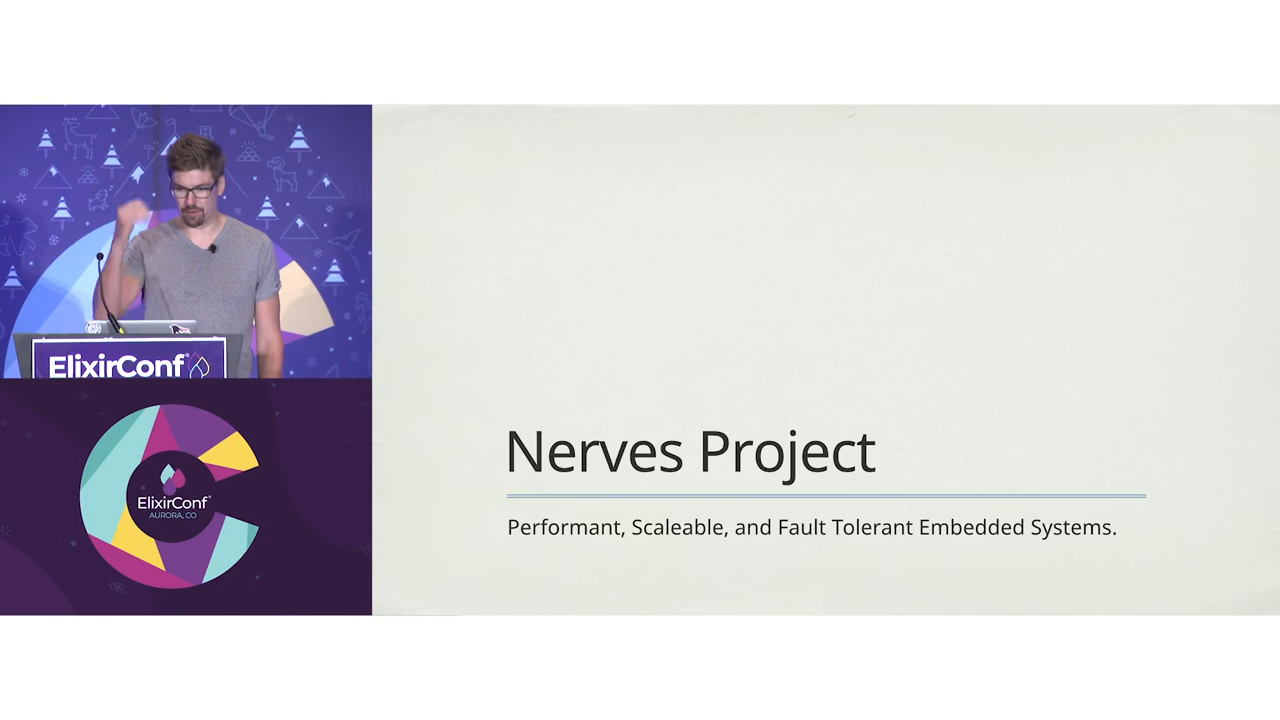 ElixirConf
ElixirConf
AURORA, CO
Nerves Project
Performant, Scaleable, and Fault Tolerant Embedded Systems.